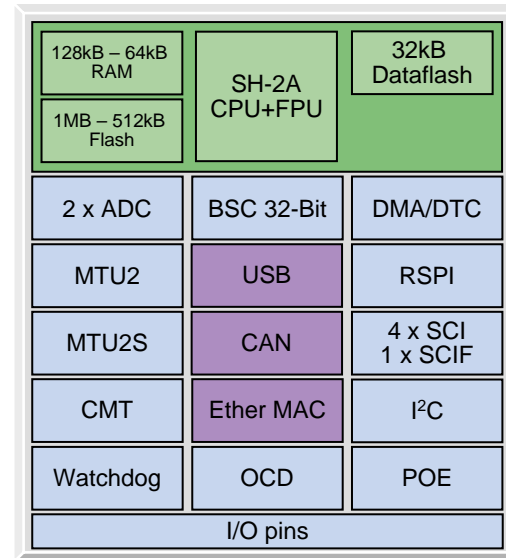 128kB – 64kB
RAM
1MB – 512kB
Flash
SH-2A
CPU+FPU
32kB
Dataflash
2 x ADC
BSC 32-Bit
DMA/DTC
MTU2
USB
RSPI
MTU2S
CAN
4 x SCI
1 x SCIF
CMT
Ether MAC
I²C
Watchdog
OCD
POE
I/O pins